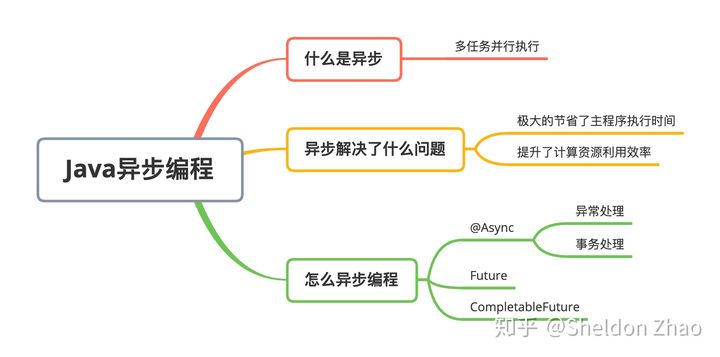 Java异步编程
什么是异步
多任务并行执行
异步解决了什么问题
极大的节省了主程序执行时间
提升了计算资源利用效率
怎么异步编程
@Async
异常处理
事务处理
Future
CompletableFuture
知乎 @Sheldon Zhao